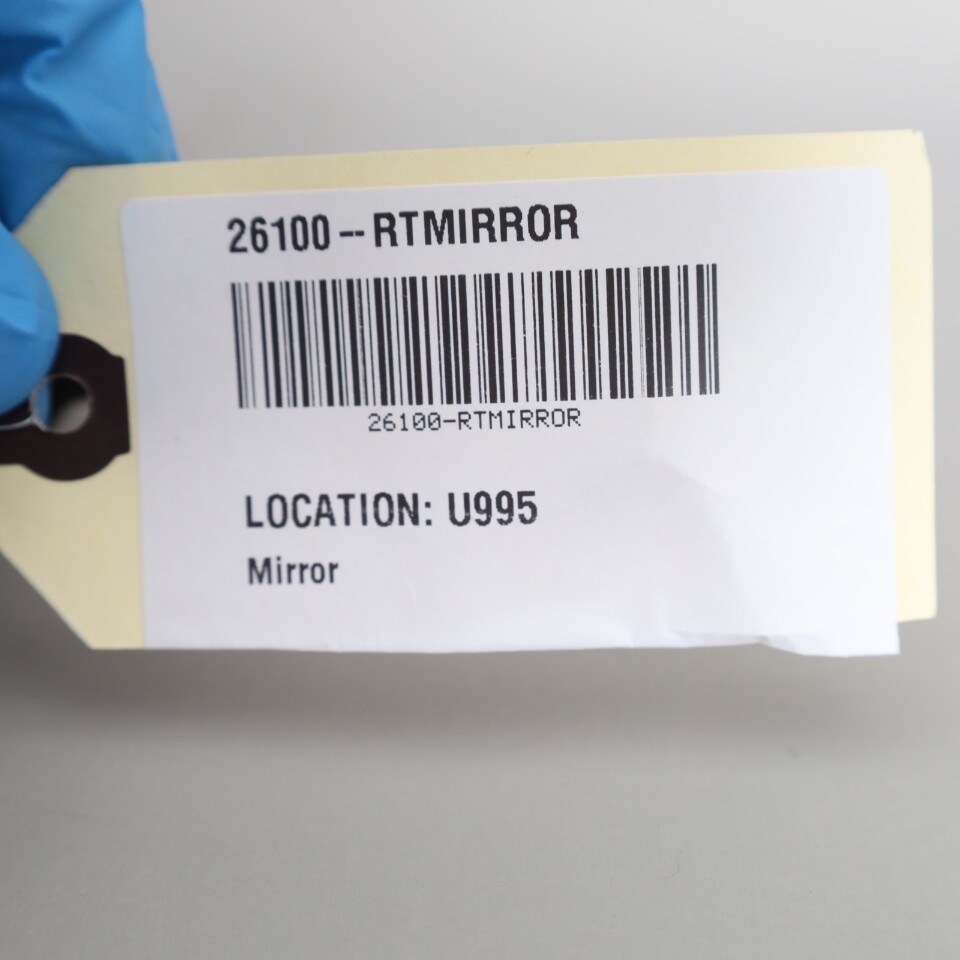 26100 -- RTMIRROR
26100-RTMIRROR
LOCATION: U995
Mirror